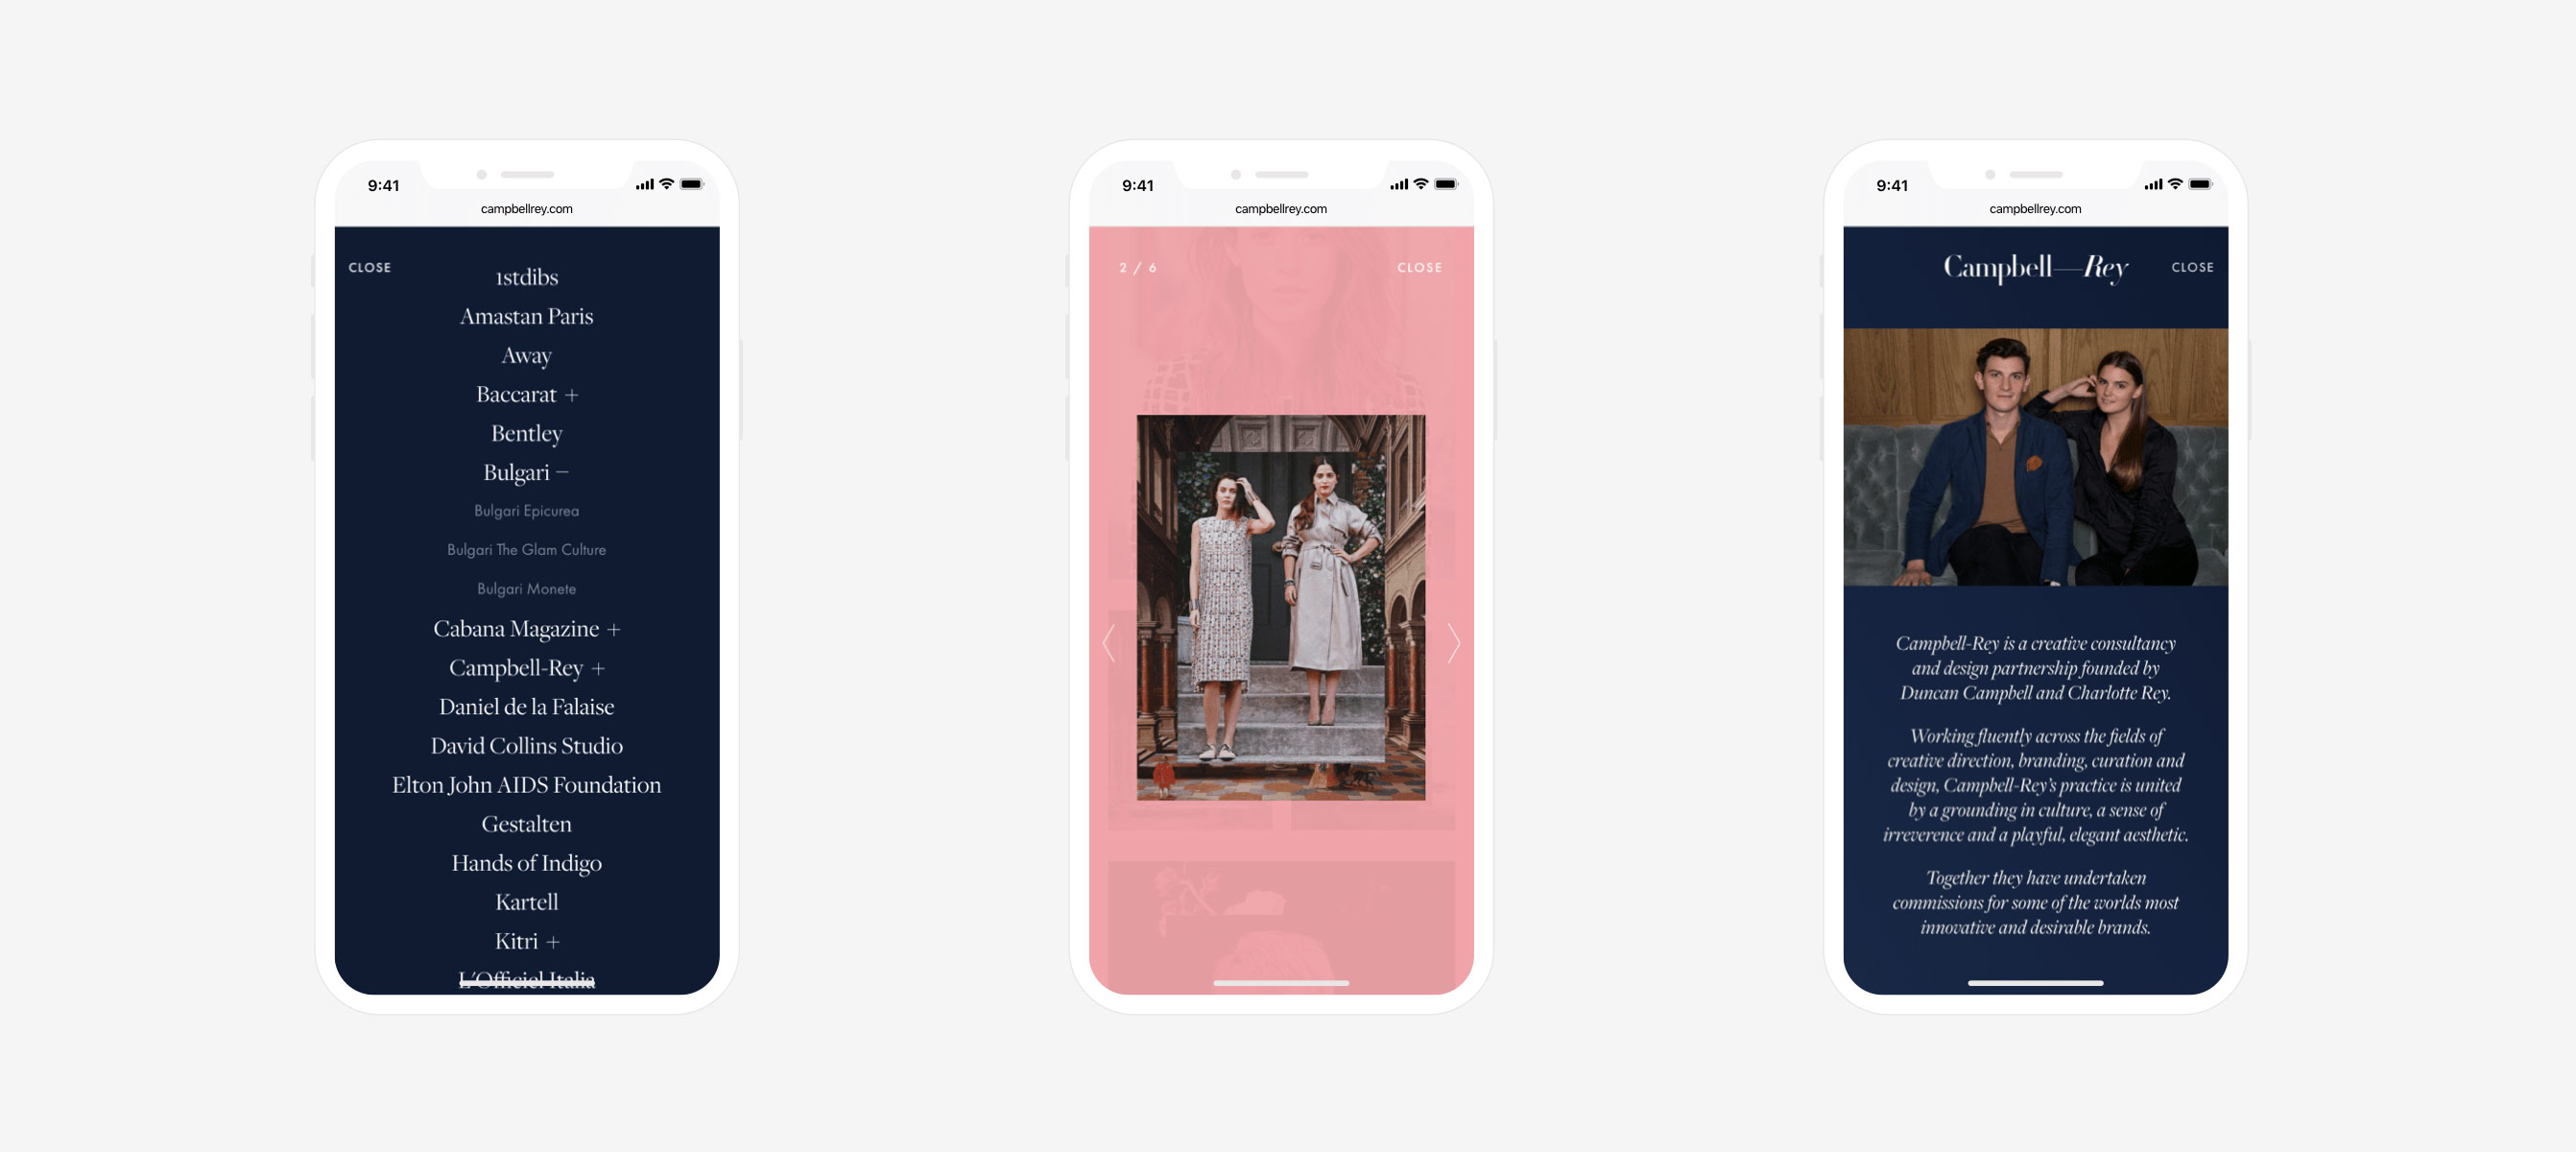 9:41
campbellrey.com
CLOSE
1stdibs
Amastan Paris
Away
Baccarat +
Bentley
Bulgari –
Bulgari Epicurea
Bulgari The Glam Culture
Bulgari Monete
Cabana Magazine +
Campbell-Rey +
Daniel de la Falaise
David Collins Studio
Elton John AIDS Foundation
Gestalten
Hands of Indigo
Kartell
Kitri +
L'Officiel Italia
9:41
campbellrey.com
2 / 6
CLOSE
9:41
campbellrey.com
Campbell—Rey
CLOSE
Campbell-Rey is a creative consultancy
and design partnership founded by
Duncan Campbell and Charlotte Rey.
Working fluently across the fields of
creative direction, branding, curation and
design, Campbell-Rey's practice is united
by a grounding in culture, a sense of
irreverence and a playful, elegant aesthetic.
Together they have undertaken
commissions for some of the worlds most
innovative and desirable brands.